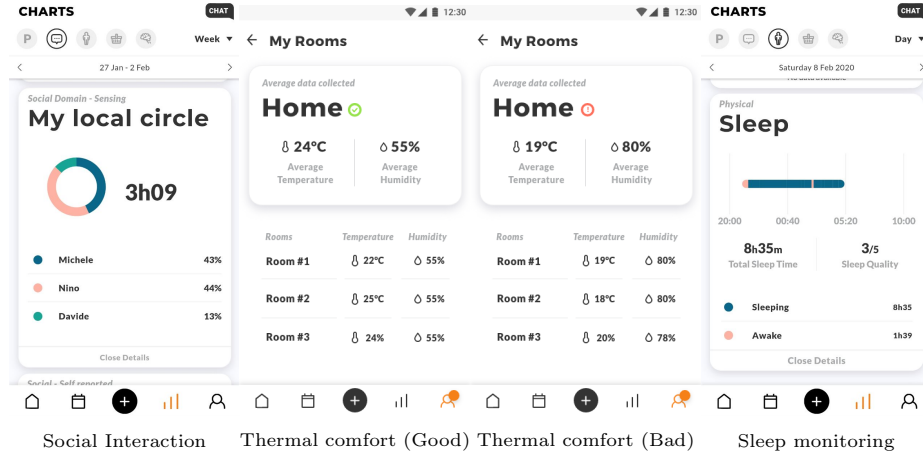 CHARTS
CHAT
P
Week
27 Jan - 2 Feb
Social Domain - Sensing
My local circle
3h09
Michele 43%
Nino 44%
Davide 13%
Close Details
Social - Self reported
Social Interaction
12:30
My Rooms
Average data collected
Home
24°C 55%
Average Temperature
Average Humidity
Rooms Temperature Humidity
Room #1 22°C 55%
Room #2 25°C 55%
Room #3 24% 55%
Thermal comfort (Good)
12:30
My Rooms
Average data collected
Home
19°C 80%
Average Temperature
Average Humidity
Rooms Temperature Humidity
Room #1 19°C 80%
Room #2 18°C 80%
Room #3 20% 78%
Thermal comfort (Bad)
CHARTS
CHAT
P
Day
Saturday 8 Feb 2020
Physical
Sleep
20:00 00:40 05:20 10:00
8h35m 3/5
Total Sleep Time Sleep Quality
Sleeping 8h35
Awake 1h39
Close Details
Sleep monitoring